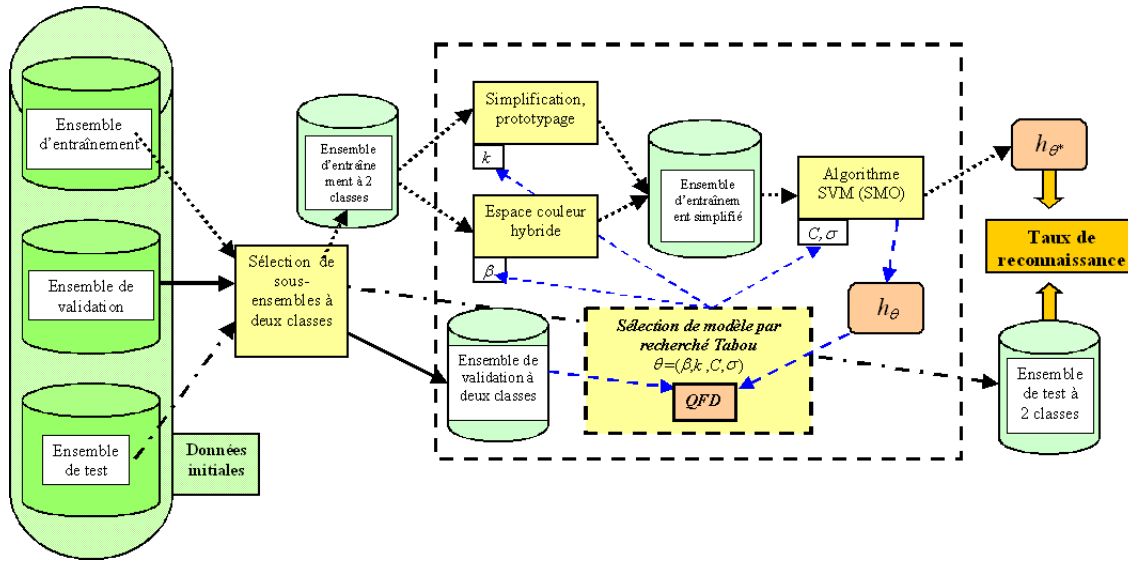 Ensemble
d'entraînement
Ensemble de
validation
Ensemble
de test
Données
initiales
Sélection de
sous-
ensembles à
deux classes
Ensemble
d'entraîne
ment à 2
classes
Simplification,
prototypage
k
Espace couleur
hybride
β
Ensemble
d'entraînem
ent simplifié
Algorithme
SVM (SMO)
C,σ
hθ*
Taux de
reconnaissance
hθ
Ensemble de
validation à
deux classes
Sélection de modèle par
recherché Tabou
θ=(β,k,C,σ)
QFD
Ensemble
de test à
2 classes